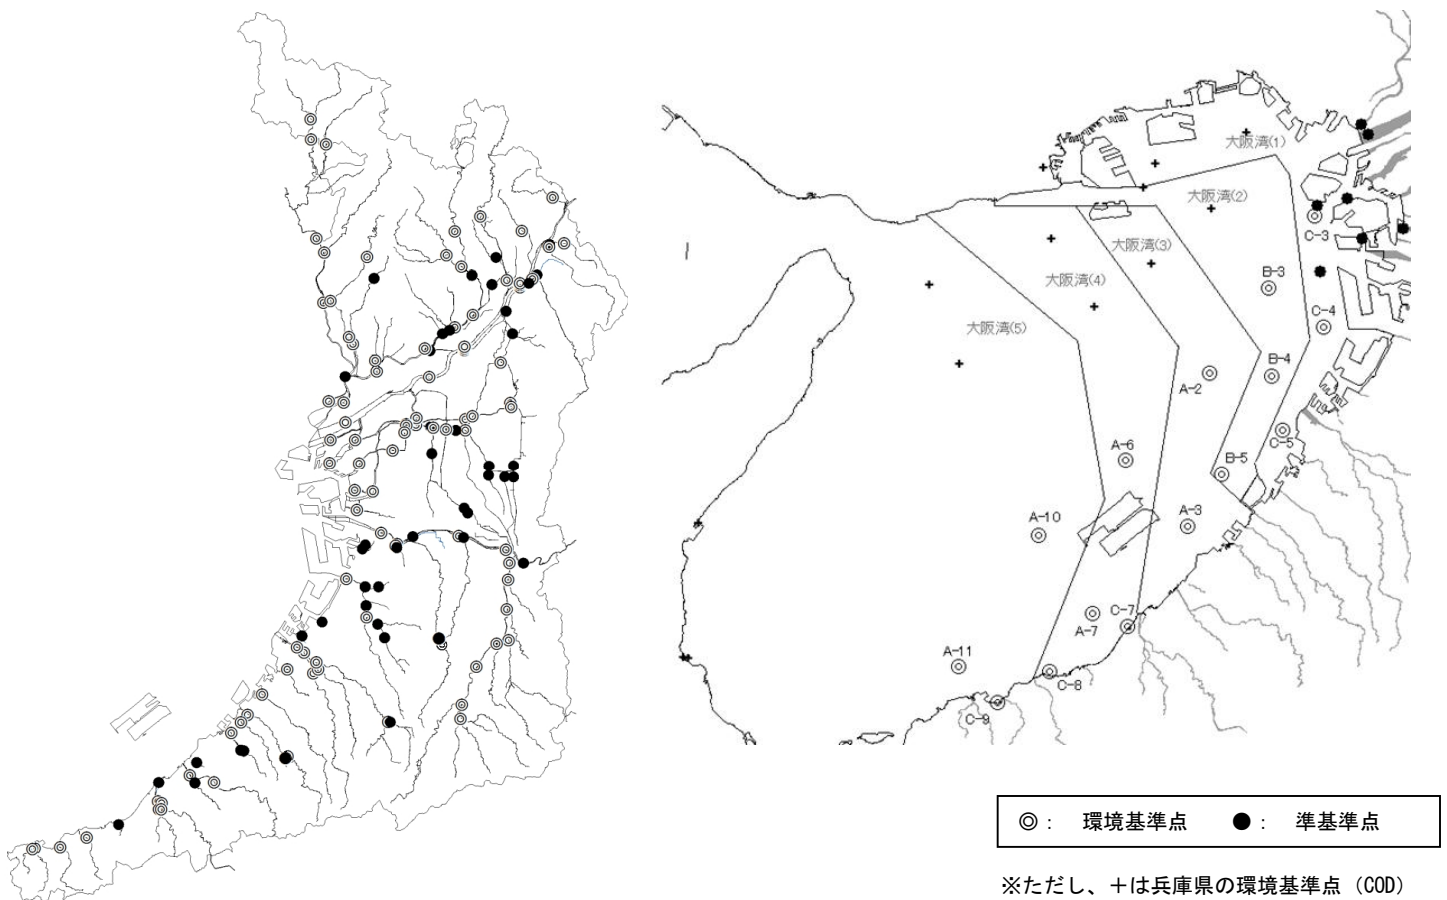 大阪湾(1)
大阪湾(2)
C-3
大阪湾(3)
B-3
大阪湾(4)
C-4
大阪湾(5)
B-4
A-2
C-5
A-6
B-5
A-10
A-3
C-7
A-7
A-11
C-8
C-9
◎： 環境基準点 ●： 準基準点
※ただし、＋は兵庫県の環境基準点（COD）